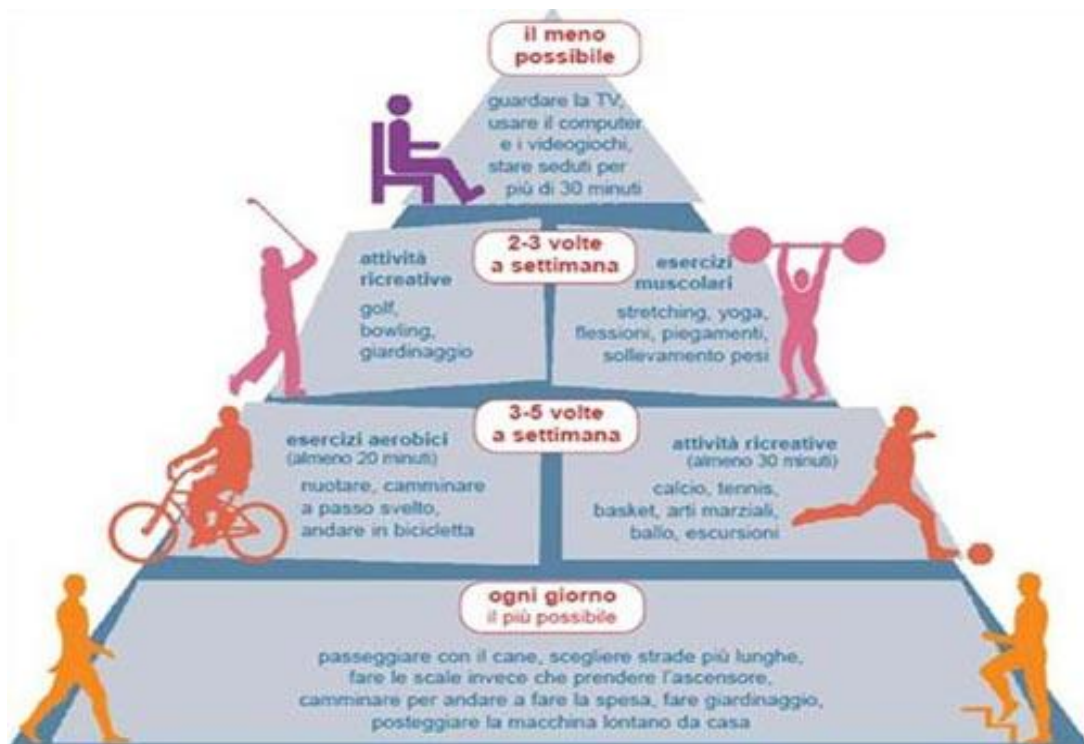 il meno
possibile
guardare la TV,
usare il computer
e i videogiochi,
stare seduti per
più di 30 minuti
2-3 volte
a settimana
attività
ricreative
golf,
bowling,
giardinaggio
esercizi
muscolari
stretching, yoga,
flessioni, piegamenti,
sollevamento pesi
3-5 volte
a settimana
esercizi aerobici
(almeno 20 minuti)
nuotare, camminare
a passo svelto,
andare in bicicletta
attività ricreative
(almeno 30 minuti)
calcio, tennis,
basket, arti marziali,
ballo, escursioni
ogni giorno
il più possibile
passeggiare con il cane, scegliere strade più lunghe,
fare le scale invece che prendere l'ascensore,
camminare per andare a fare la spesa, fare giardinaggio,
posteggiare la macchina lontano da casa